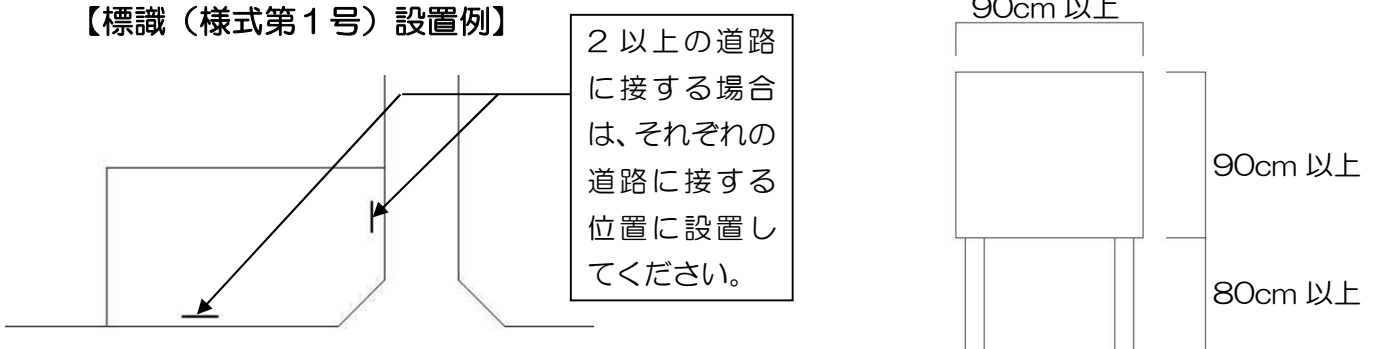 【標識（様式第１号）設置例】
２以上の道路
に接する場合
は、それぞれの
道路に接する
位置に設置し
てください。
90cm 以上
90cm 以上
80cm 以上